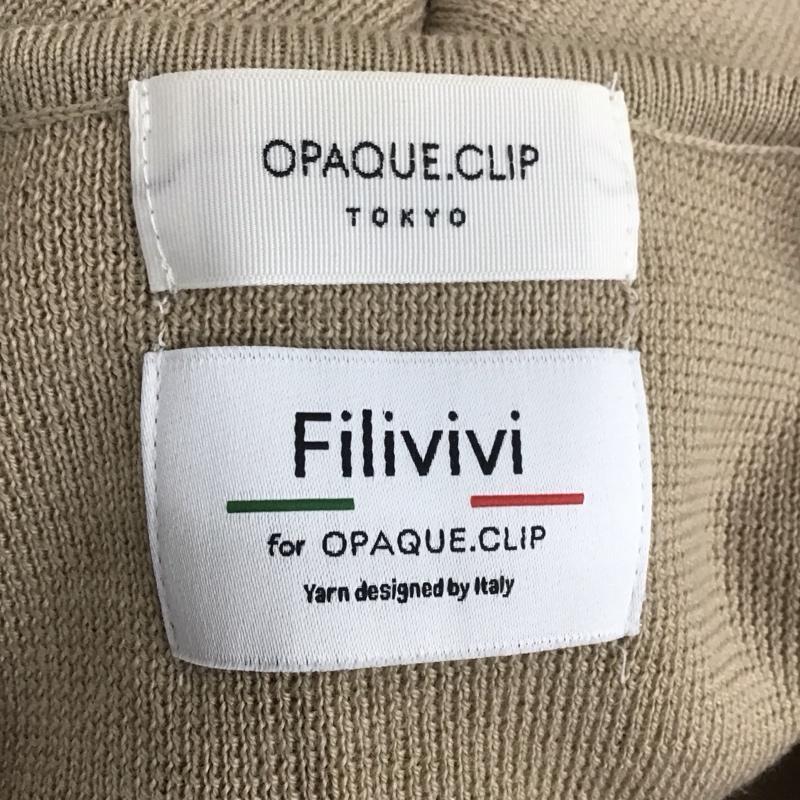 OPAQUE.CLIP
TOKYO
Filivivi
for OPAQUE.CLIP
Yarn designed by Italy